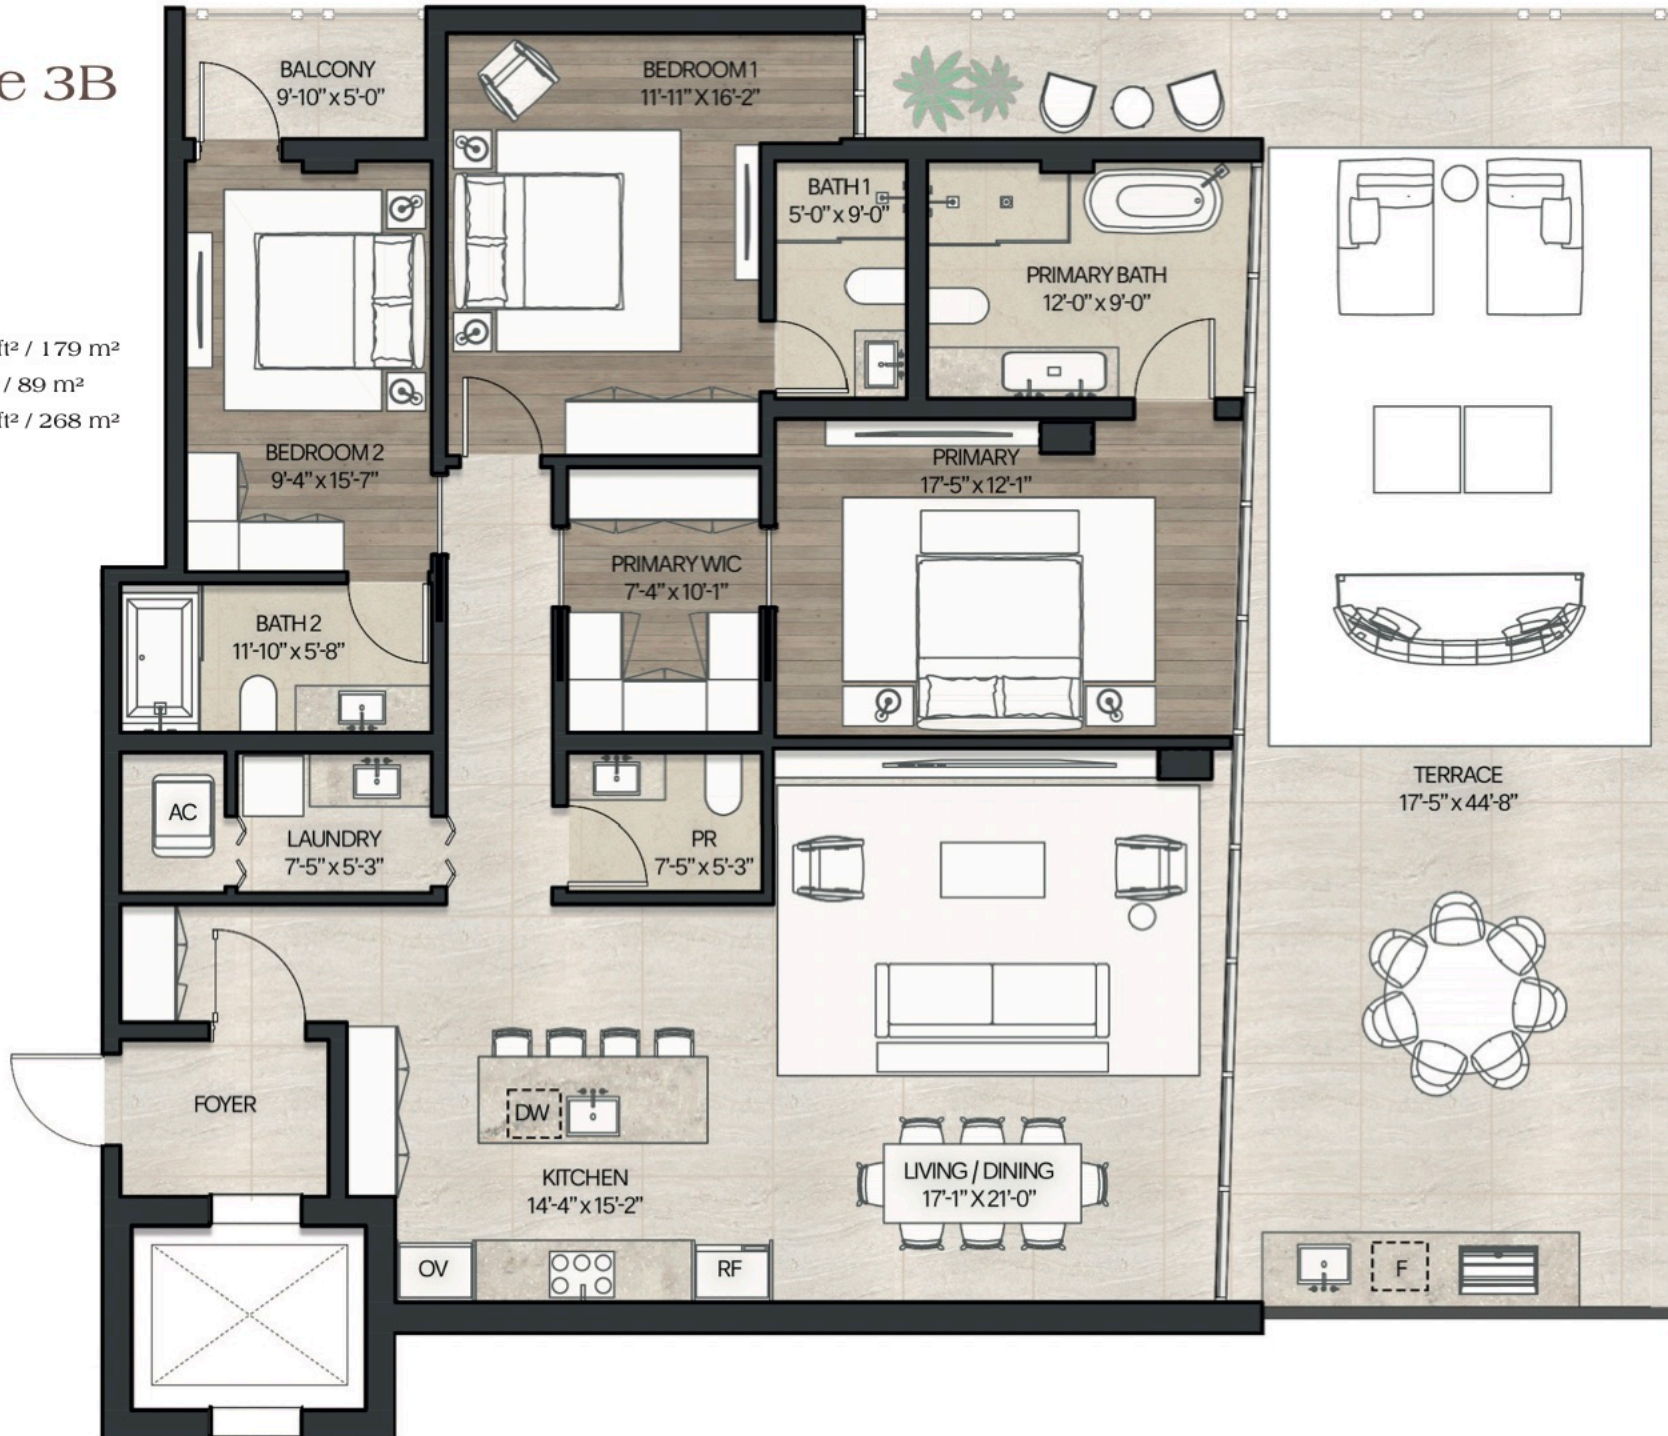 e 3B
ft² / 179 m²
/ 89 m²
ft² / 268 m²
BALCONY
9'-10" x 5'-0"
BEDROOM 1
11'-11" X 16'-2"
BATH 1
5'-0" x 9'-0"
PRIMARY BATH
12'-0" x 9'-0"
BEDROOM 2
9'-4" x 15'-7"
PRIMARY
17'-5" x 12'-1"
PRIMARY WIC
7'-4" x 10'-1"
BATH 2
11'-10" x 5'-8"
TERRACE
17'-5" x 44'-8"
AC
LAUNDRY
7'-5" x 5'-3"
PR
7'-5" x 5'-3"
FOYER
DW
KITCHEN
14'-4" x 15'-2"
LIVING / DINING
17'-1" X 21'-0"
OV
RF
F